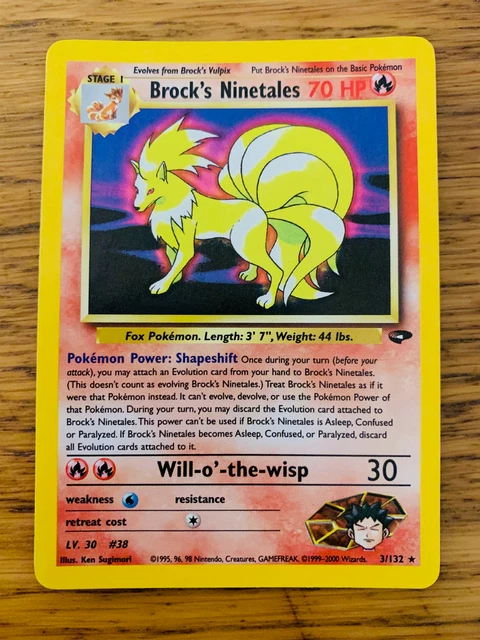 Evolves from Brock's Vulpix Put Brock's Ninetales on the Basic Pokémon
STAGE 1
Brock's Ninetales 70 HP
Fox Pokémon. Length: 3' 7", Weight: 44 lbs.
Pokémon Power: Shapeshift Once during your turn (before your
attack), you may attach an Evolution card from your hand to Brock's Ninetales.
(This doesn't count as evolving Brock's Ninetales.) Treat Brock's Ninetales as if it
were that Pokémon instead. It can't evolve, devolve, or use the Pokémon Power of
that Pokémon. During your turn, you may discard the Evolution card attached to
Brock's Ninetales. This power can't be used if Brock's Ninetales is Asleep, Confused
or Paralyzed. If Brock's Ninetales becomes Asleep, Confused, or Paralyzed, discard
all Evolution cards attached to it.
Will-o'-the-wisp 30
weakness resistance
retreat cost
LV. 30 #38
Illus. Ken Sugimori ©1995, 96, 98 Nintendo, Creatures, GAMEFREAK. ©1999-2000 Wizards. 3/132 ★